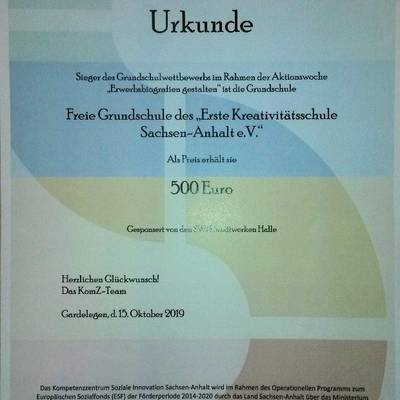 Urkunde
Sieger des Grundschulwettbewerbs im Rahmen der Aktionswoche
„Erwerbsbiografien gestalten“ ist die Grundschule
Freie Grundschule des „Erste Kreativitätsschule
Sachsen-Anhalt e.V.“
Als Preis erhält sie
500 Euro
Gesponsert von den Stadtwerken Halle
Herzlichen Glückwunsch!
Das KomZ-Team
Gardelegen, d. 15. Oktober 2019
Das Kompetenzzentrum Soziale Innovation Sachsen-Anhalt wird im Rahmen des Operationellen Programms zum
Europäischen Sozialfonds (ESF) der Förderperiode 2014-2020 durch das Land Sachsen-Anhalt über das Ministerium